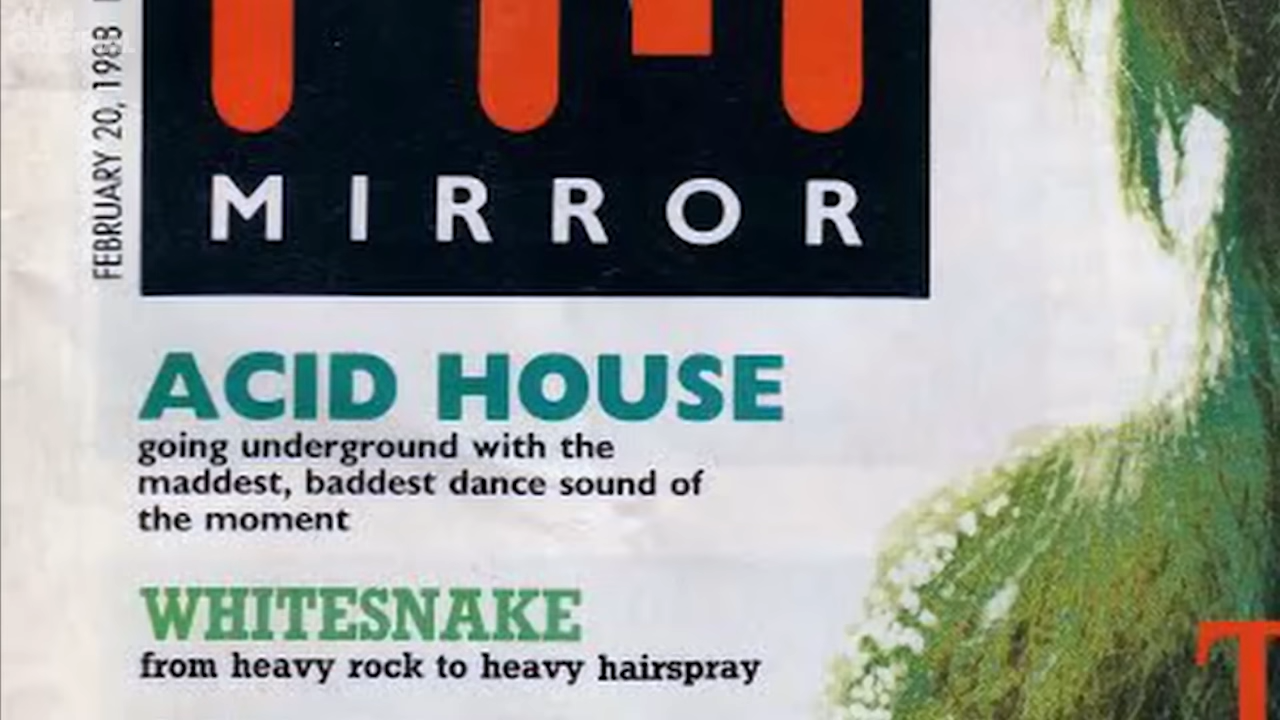 FEBRUARY 20, 1988
MIRROR
ACID HOUSE
going underground with the
maddest, baddest dance sound of
the moment
WHITESNAKE
from heavy rock to heavy hairspray
T